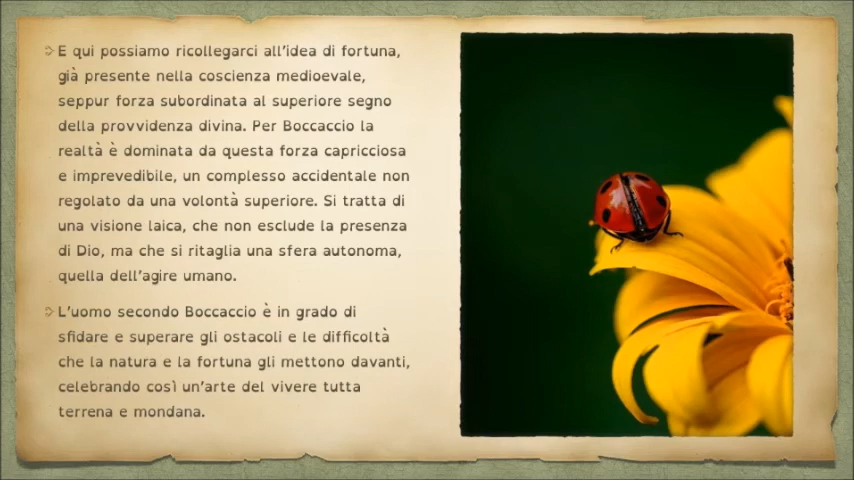 E qui possiamo ricollegarci all'idea di fortuna,
già presente nella coscienza medioevale,
seppur forza subordinata al superiore segno
della provvidenza divina. Per Boccaccio la
realtà è dominata da questa forza capricciosa
e imprevedibile, un complesso accidentale non
regolato da una volontà superiore. Si tratta di
una visione laica, che non esclude la presenza
di Dio, ma che si ritaglia una sfera autonoma,
quella dell'agire umano.
L'uomo secondo Boccaccio è in grado di
sfidare e superare gli ostacoli e le difficoltà
che la natura e la fortuna gli mettono davanti,
celebrando così un'arte del vivere tutta
terrena e mondana.